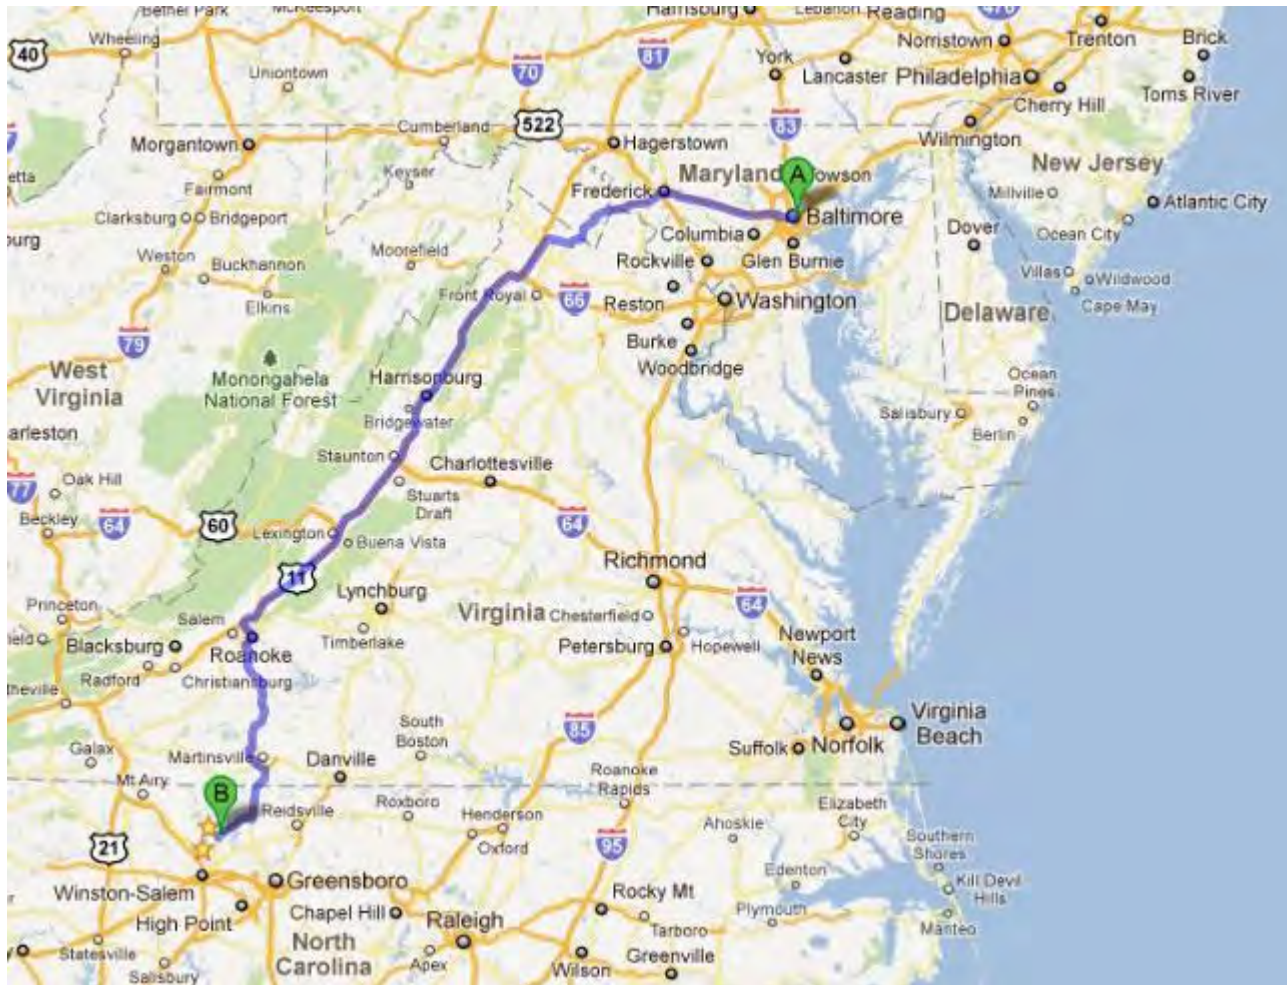 Bethel Park
McKeesport
Harrisburg
Lebanon
Reading
476
Norristown
Trenton
Brick
40
Wheeling
70
81
York
Lancaster
Philadelphia
Toms River
Uniontown
Cherry Hill
Cumberland
522
83
Wilmington
Morgantown
Hagerstown
New Jersey
etta
Keyser
Maryland
A
Towson
Fairmont
Frederick
Millville
Atlantic City
Clarksburg
Bridgeport
Baltimore
Columbia
Dover
Ocean City
burg
Weston
Buckhannon
Moorefield
Rockville
Glen Burnie
Villas
Wildwood
Elkins
Front Royal
66
Reston
Washington
Cape May
Delaware
79
Burke
Woodbridge
West
Virginia
Monongahela
National Forest
Harrisonburg
Ocean
Pines
Bridgewater
Salisbury
Berlin
arleston
Staunton
Charlottesville
77
Oak Hill
Stuarts
Draft
Beckley
64
60
Lexington
Buena Vista
64
Richmond
11
Lynchburg
Princeton
Virginia
Chesterfield
64
Salem
Timberlake
Newport
News
ield
Blacksburg
Roanoke
Petersburg
Hopewell
Radford
Christiansburg
theville
South
Boston
85
Virginia
Beach
Galax
Martinsville
Danville
Suffolk
Norfolk
Mt Airy
Roanoke
Rapids
B
Reidsville
Roxboro
Henderson
Elizabeth
City
21
Oxford
95
Ahoskie
Southern
Shores
Winston-Salem
Greensboro
Edenton
Kill Devil
Hills
High Point
Chapel Hill
Raleigh
Rocky Mt
Plymouth
Tarboro
Manteo
North
Carolina
Statesville
Salisbury
Apex
Wilson
Greenville